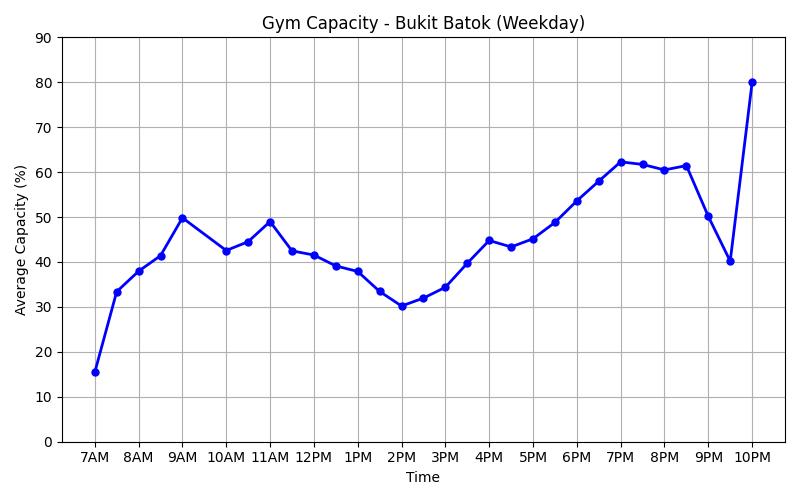 Gym Capacity - Bukit Batok (Weekday)
90
80
70
60
50
40
30
20
10
0
Average Capacity (%)
7AM 8AM 9AM 10AM 11AM 12PM 1PM 2PM 3PM 4PM 5PM 6PM 7PM 8PM 9PM 10PM
Time